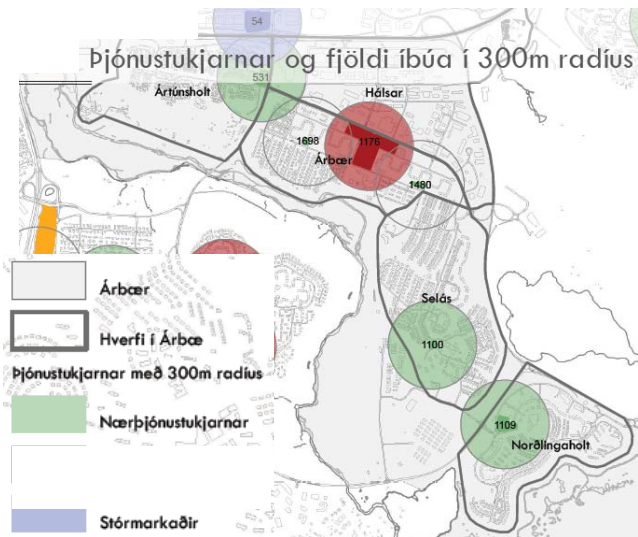 54
Þjónustukjarnar og fjöldi íbúa í 300m radíus
531
Ártúnsholt
Hálsar
1698
1176
Árbær
1480
Selás
1100
1109
Norðlingaholt
Árbær
Hverfi í Árbæ
Þjónustukjarnar með 300m radíus
Nærþjónustukjarnar
Stórmarkaðir